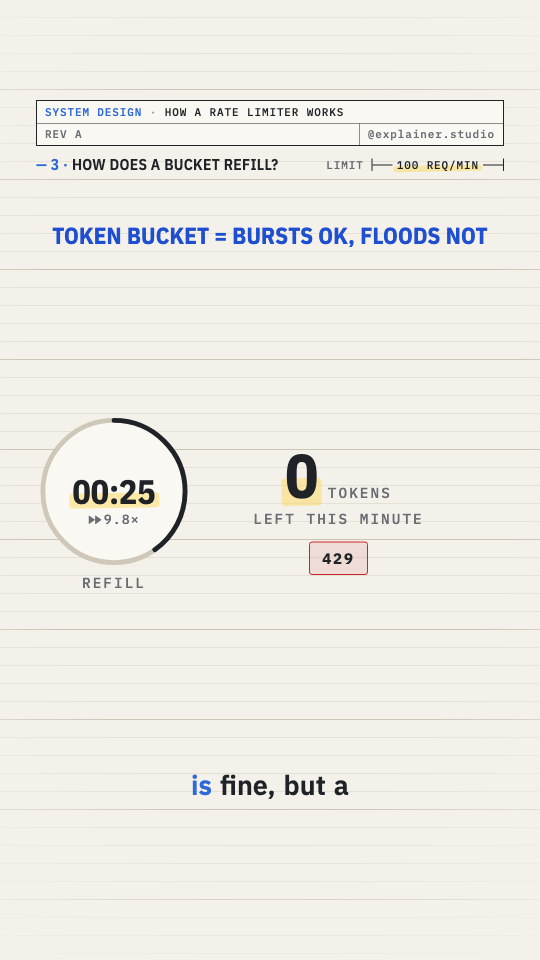 SYSTEM DESIGN · HOW A RATE LIMITER WORKS
REV A
@explainer.studio
— 3 · HOW DOES A BUCKET REFILL?
LIMIT 100 REQ/MIN
TOKEN BUCKET = BURSTS OK, FLOODS NOT
00:25
9.8×
REFILL
0 TOKENS
LEFT THIS MINUTE
429
is fine, but a